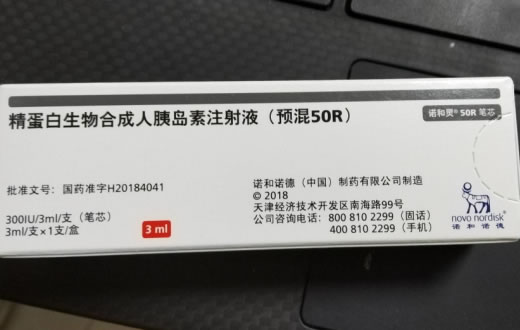 精蛋白生物合成人胰岛素注射液（预混50R）
诺和灵® 50R 笔芯
批准文号：国药准字H20184041
300IU/3ml/支（笔芯）
3ml/支×1支/盒
3 ml
诺和诺德（中国）制药有限公司制造
© 2018
天津经济技术开发区南海路99号
公司咨询电话：800 810 2299（固话）
400 810 2299（手机）
novo nordisk®
诺和诺德